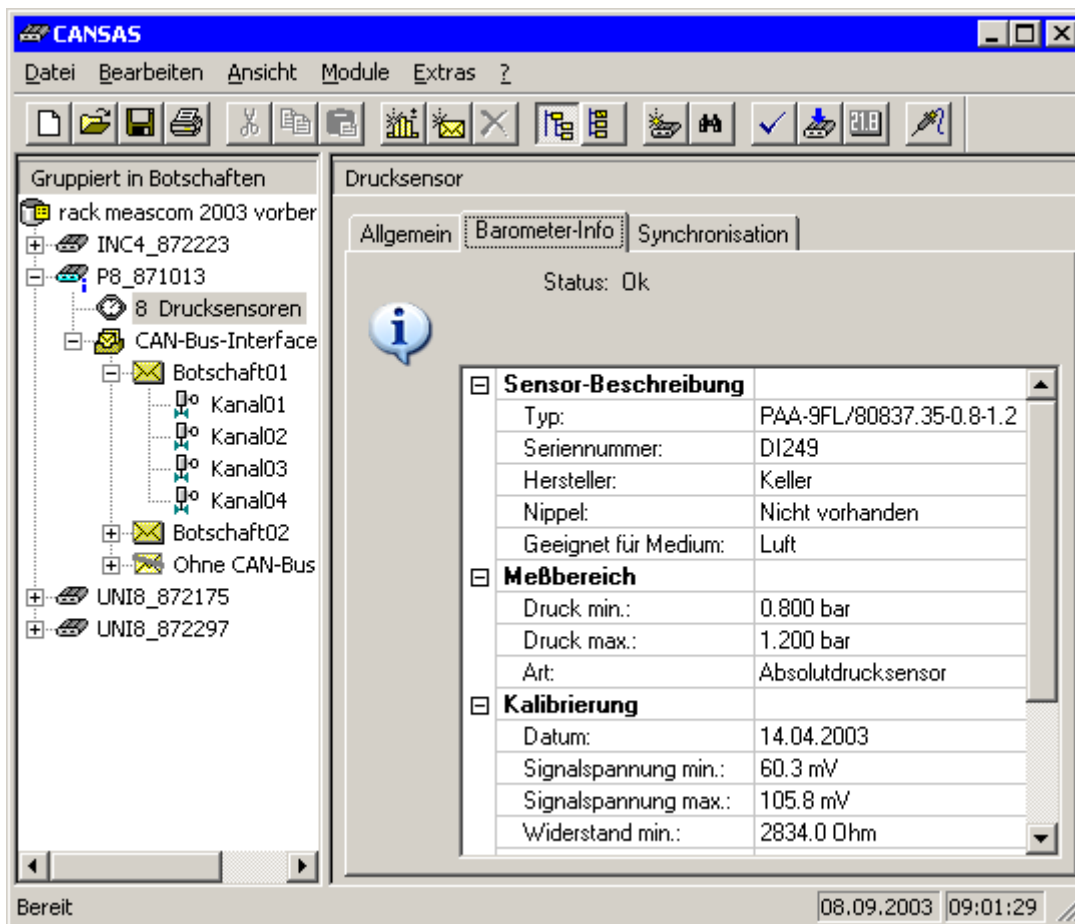 CANSAS
Datei Bearbeiten Ansicht Module Extras ?
21.8
Gruppiert in Botschaften
rack meascom 2003 vorber
INC4_872223
P8_871013
8 Drucksensoren
CAN-Bus-Interface
Botschaft01
Kanal01
Kanal02
Kanal03
Kanal04
Botschaft02
Ohne CAN-Bus
UNI8_872175
UNI8_872297
Drucksensor
Allgemein Barometer-Info Synchronisation
Status: Ok
Sensor-Beschreibung
Typ: PAA-9FL/80837.35-0.8-1.2
Seriennummer: DI249
Hersteller: Keller
Nippel: Nicht vorhanden
Geeignet für Medium: Luft
Meßbereich
Druck min.: 0.800 bar
Druck max.: 1.200 bar
Art: Absolutdrucksensor
Kalibrierung
Datum: 14.04.2003
Signalspannung min.: 60.3 mV
Signalspannung max.: 105.8 mV
Widerstand min.: 2834.0 Ohm
Bereit 08.09.2003 09:01:29